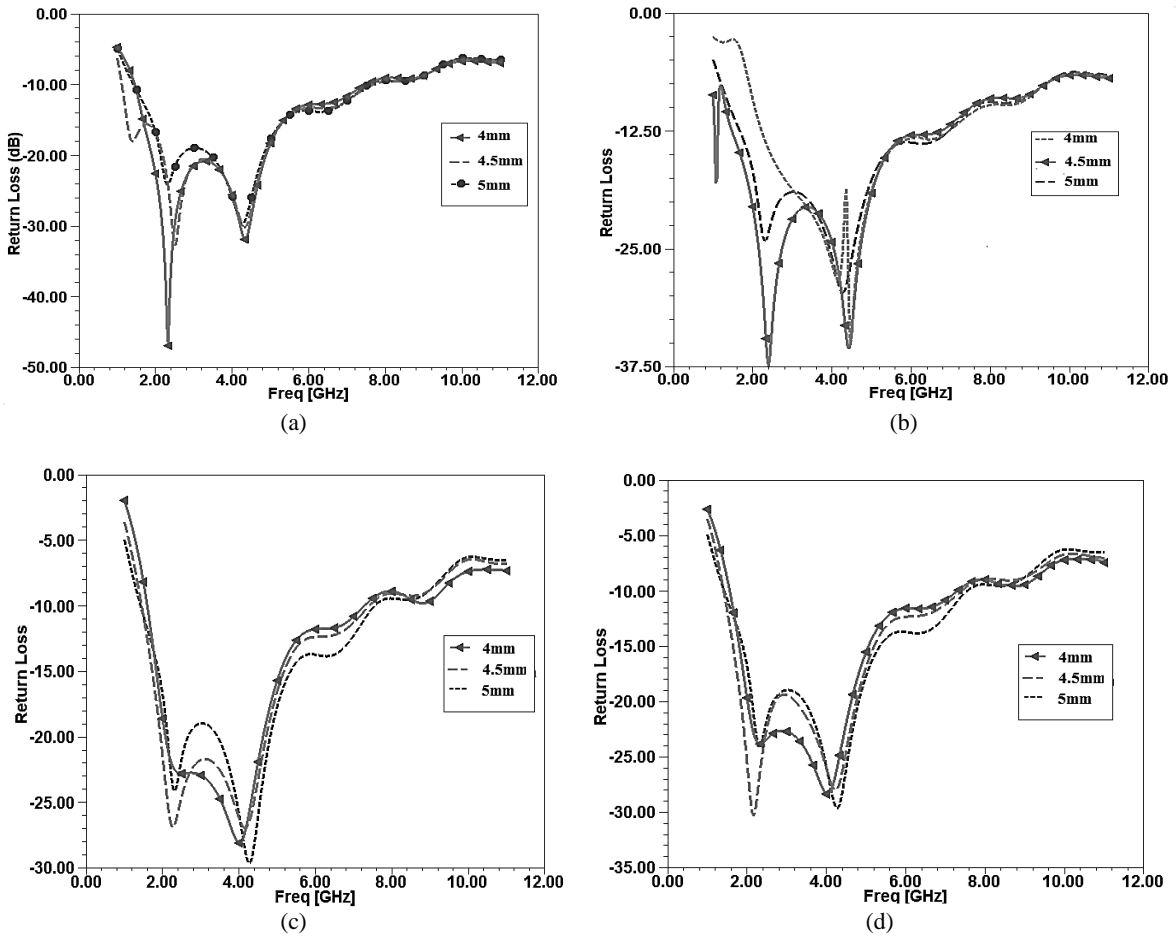 0.00
-10.00
-20.00
-30.00
-40.00
-50.00
Return Loss (dB)
4mm
4.5mm
5mm
0.00 2.00 4.00 6.00 8.00 10.00 12.00
Freq [GHz]
(a)
0.00
-12.50
-25.00
-37.50
Return Loss
4mm
4.5mm
5mm
0.00 2.00 4.00 6.00 8.00 10.00 12.00
Freq [GHz]
(b)
0.00
-5.00
-10.00
-15.00
-20.00
-25.00
-30.00
Return Loss
4mm
4.5mm
5mm
0.00 2.00 4.00 6.00 8.00 10.00 12.00
Freq [GHz]
(c)
0.00
-5.00
-10.00
-15.00
-20.00
-25.00
-30.00
-35.00
Return Loss
4mm
4.5mm
5mm
0.00 2.00 4.00 6.00 8.00 10.00 12.00
Freq [GHz]
(d)